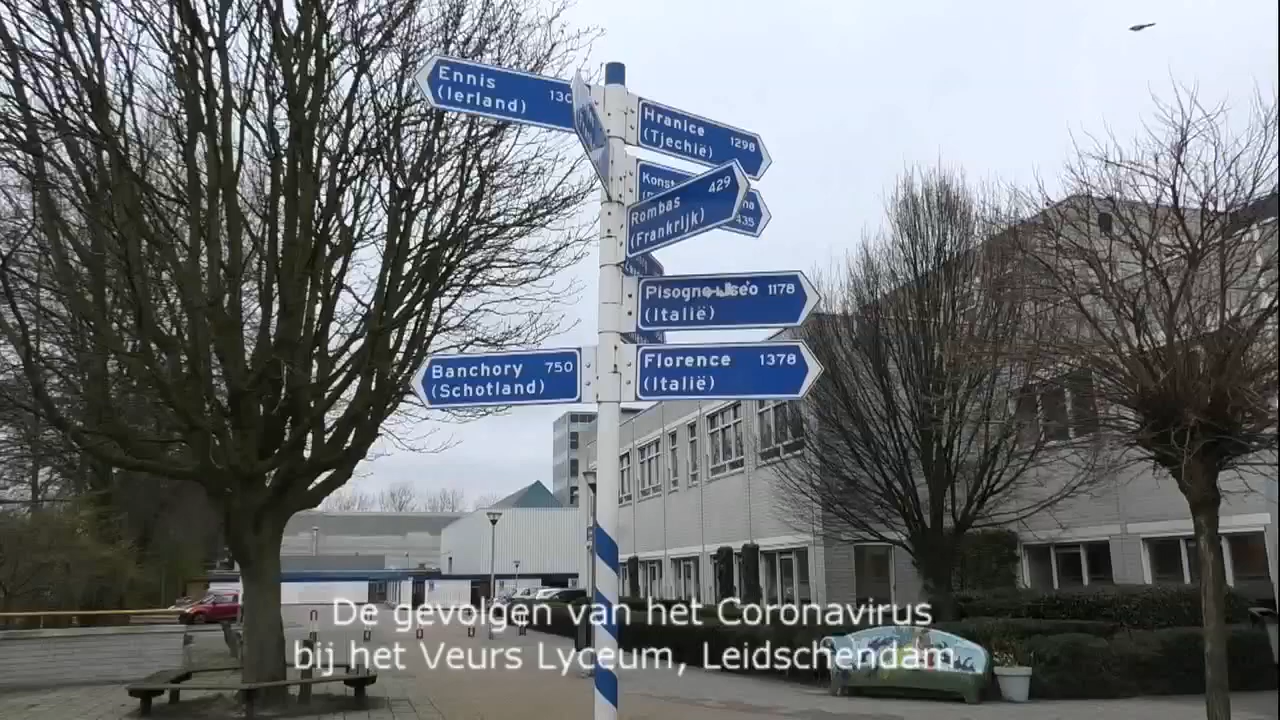 Ennis
(Ierland)
Hranice 1298
(Tjechië)
Konst
429
Rombas
(Frankrijk)
435
Pisogne 1178
(Italië)
Banchory 750
(Schotland)
Florence 1378
(Italië)
De gevolgen van het Coronavirus
bij het Veurs Lyceum, Leidschendam